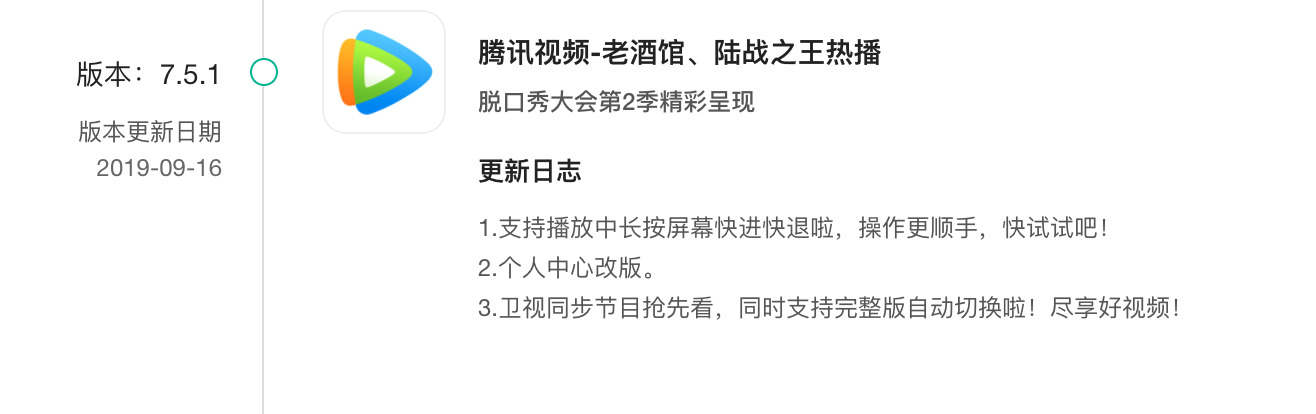 版本：7.5.1
版本更新日期
2019-09-16
腾讯视频-老酒馆、陆战之王热播
脱口秀大会第2季精彩呈现
更新日志
1.支持播放中长按屏幕快进快退啦，操作更顺手，快试试吧！
2.个人中心改版。
3.卫视同步节目抢先看，同时支持完整版自动切换啦！尽享好视频！